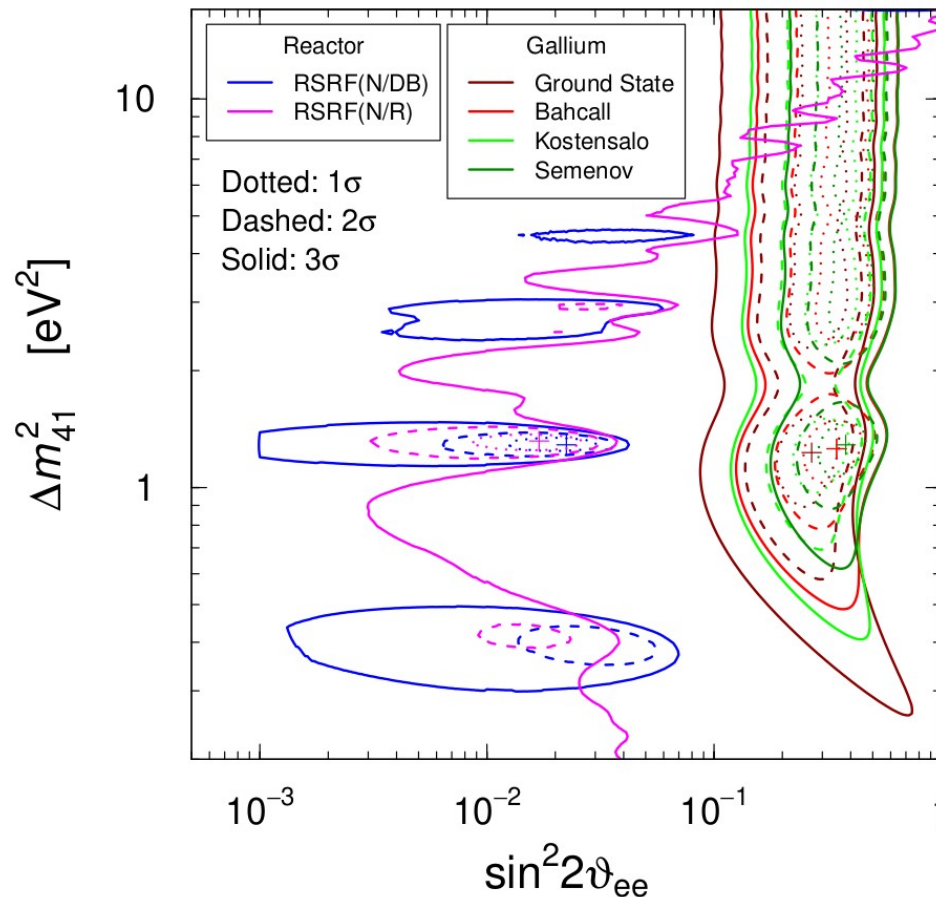 Reactor
RSRF(N/DB)
RSRF(N/R)
Gallium
Ground State
Bahcall
Kostensalo
Semenov
Dotted: 1σ
Dashed: 2σ
Solid: 3σ
10
1
Δm²₄₁ [eV²]
10⁻³ 10⁻² 10⁻¹
sin²2ϑₑₑ